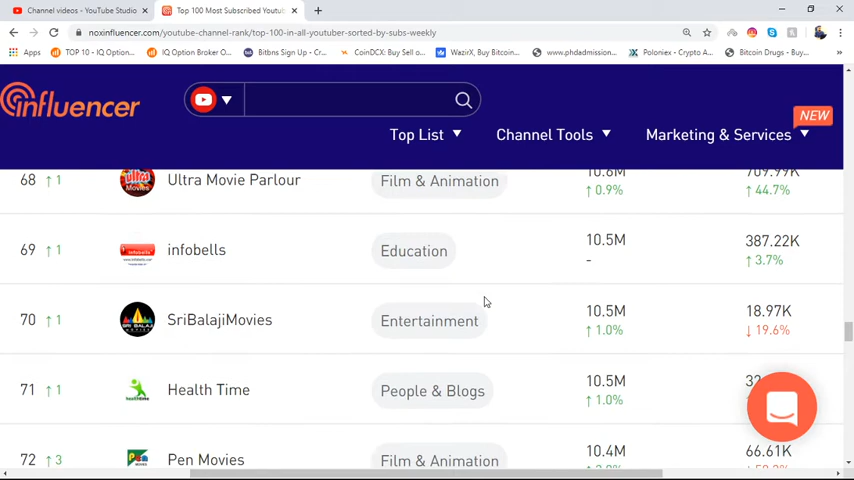 Channel videos - YouTube Studio
Top 100 Most Subscribed Youtub
noxinfluencer.com/youtube-channel-rank/top-100-in-all-youtuber-sorted-by-subs-weekly
Apps TOP 10 - IQ Option... IQ Option Broker O... Bitbns Sign Up - Cr... CoinDCX: Buy Sell o... WazirX, Buy Bitcoin... www.phdadmission... Poloniex - Crypto A... Bitcoin Drugs - Buy...
influencer
NEW
Top List Channel Tools Marketing & Services
68 ↑ 1 Ultra Movie Parlour Film & Animation 10.6M 709.99K
↑ 0.9% ↑ 44.7%
69 ↑ 1 infobells Education 10.5M 387.22K
- ↑ 3.7%
70 ↑ 1 SriBalajiMovies Entertainment 10.5M 18.97K
↑ 1.0% ↓ 19.6%
71 ↑ 1 Health Time People & Blogs 10.5M
↑ 1.0%
72 ↑ 3 Pen Movies Film & Animation 10.4M 66.61K